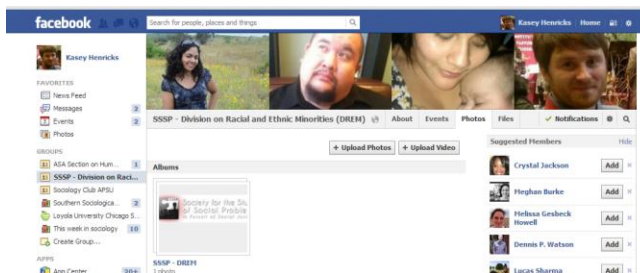 facebook
Search for people, places and things
Kasey Henricks Home
Kasey Henricks
FAVORITES
News Feed
Messages 2
Events 2
Photos
GROUPS
ASA Section on Hum... 1
SSSP - Division on Raci...
Sociology Club APSU
Southern Sociologica... 2
Loyola University Chicago S...
This week in sociology 10
Create Group...
APPS
App Center 20+
SSSP - Division on Racial and Ethnic Minorities (DREM) About Events Photos Files ✓ Notifications
+ Upload Photos + Upload Video
Albums
Society for the Stu
of Social Proble
SSSP - DREM
1 photo
Suggested Members Hide
Crystal Jackson Add ×
Meghan Burke Add ×
Melissa Gesbeck
Howell Add ×
Dennis P. Watson Add ×
Lucas Sharma Add ×